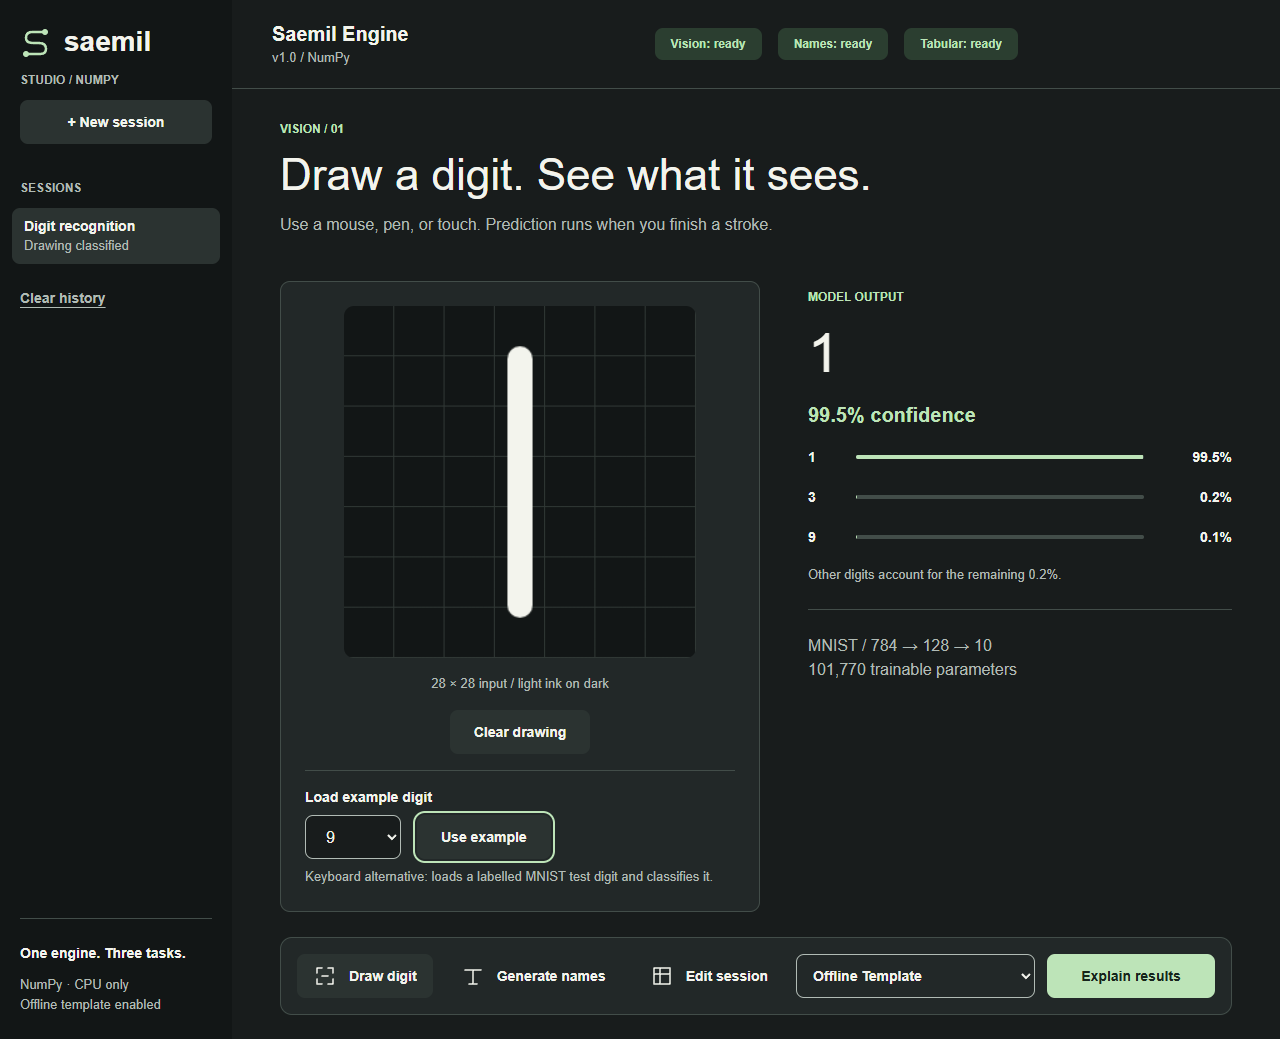 saemil
STUDIO / NUMPY
+ New session
SESSIONS
Digit recognition
Drawing classified
Clear history
One engine. Three tasks.
NumPy · CPU only
Offline template enabled
Saemil Engine
v1.0 / NumPy
Vision: ready
Names: ready
Tabular: ready
VISION / 01
Draw a digit. See what it sees.
Use a mouse, pen, or touch. Prediction runs when you finish a stroke.
28 × 28 input / light ink on dark
Clear drawing
Load example digit
9
Use example
Keyboard alternative: loads a labelled MNIST test digit and classifies it.
MODEL OUTPUT
1
99.5% confidence
1 99.5%
3 0.2%
9 0.1%
Other digits account for the remaining 0.2%.
MNIST / 784 → 128 → 10
101,770 trainable parameters
Draw digit
Generate names
Edit session
Offline Template
Explain results